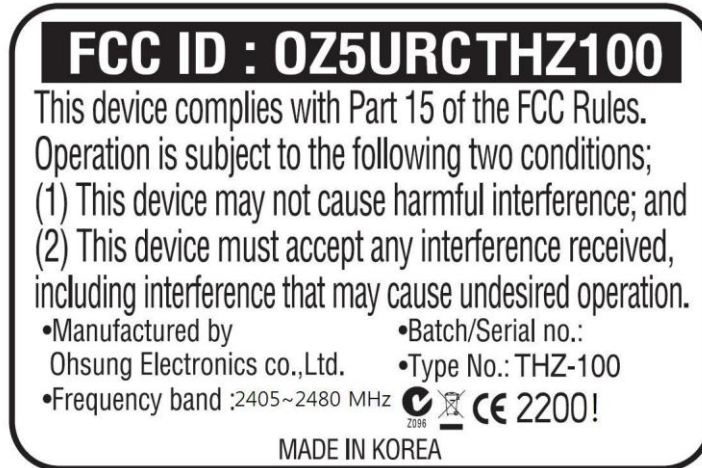 FCC ID : OZ5URCTHZ100
This device complies with Part 15 of the FCC Rules.
Operation is subject to the following two conditions;
(1) This device may not cause harmful interference; and
(2) This device must accept any interference received,
including interference that may cause undesired operation.
•Manufactured by
Ohsung Electronics co.,Ltd.
•Batch/Serial no.:
•Type No.: THZ-100
•Frequency band :2405~2480 MHz
Z096
CE 2200!
MADE IN KOREA